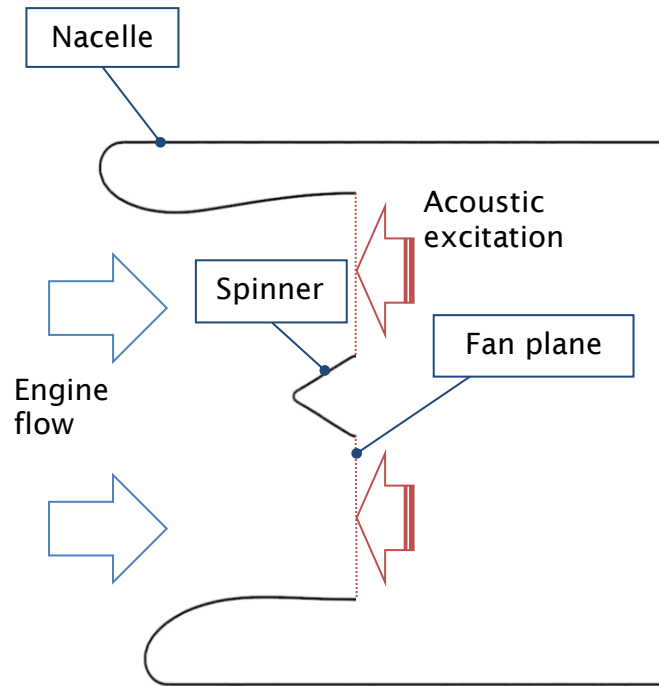 Nacelle
Acoustic
excitation
Spinner
Fan plane
Engine
flow